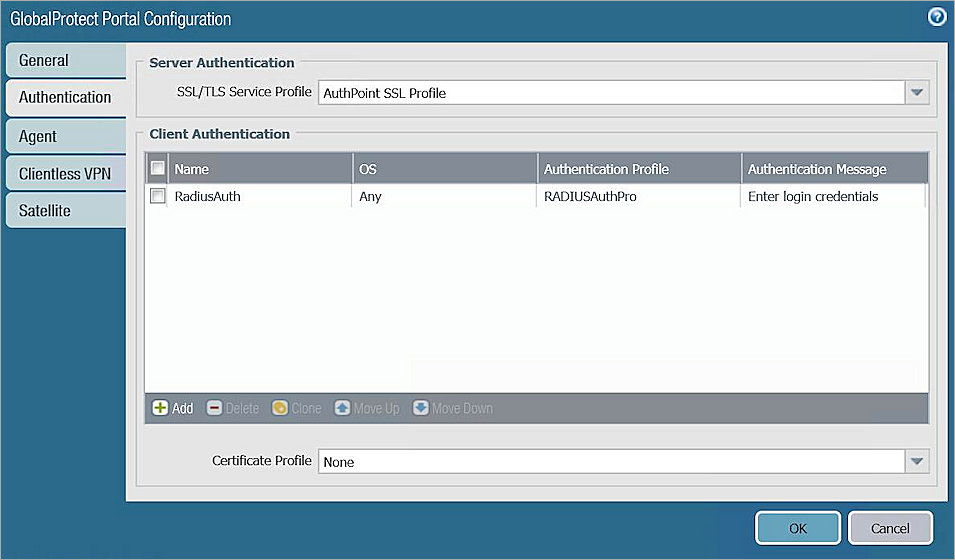 GlobalProtect Portal Configuration
General
Authentication
Agent
Clientless VPN
Satellite
Server Authentication
SSL/TLS Service Profile AuthPoint SSL Profile
Client Authentication
Name OS Authentication Profile Authentication Message
RadiusAuth Any RADIUSAuthPro Enter login credentials
Add Delete Clone Move Up Move Down
Certificate Profile None
OK Cancel